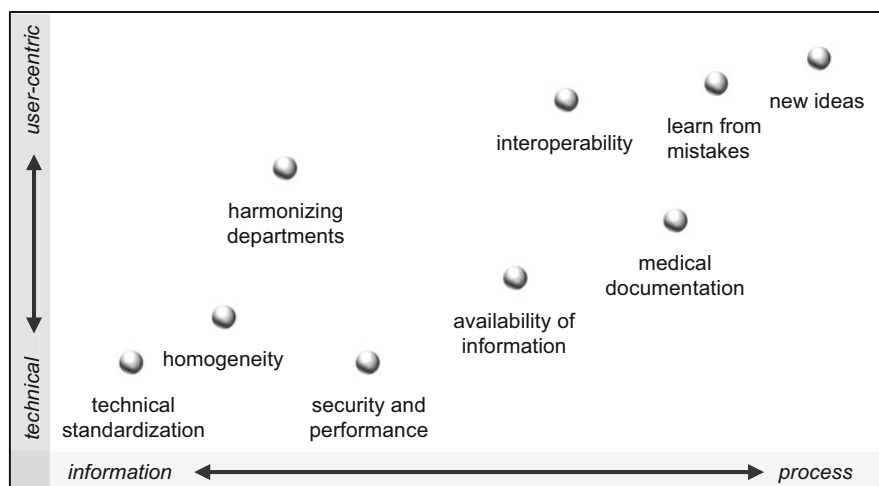 user-centric
new ideas
learn from
mistakes
interoperability
harmonizing
departments
medical
documentation
availability of
information
homogeneity
technical
standardization
security and
performance
technical
information
process